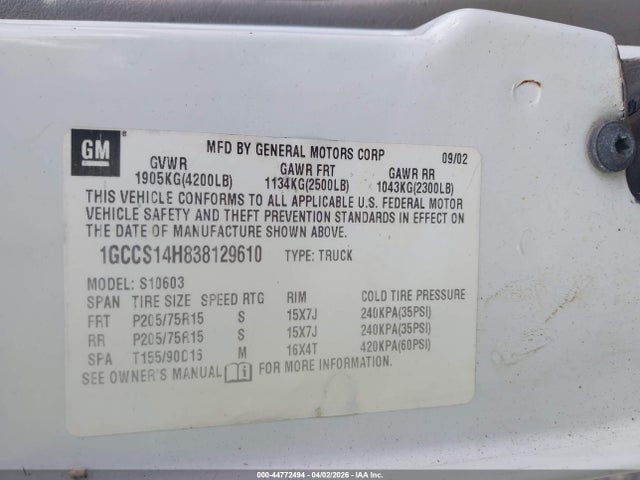 GM
MFD BY GENERAL MOTORS CORP 09/02
GVWR GAWR FRT GAWR RR
1905KG(4200LB) 1134KG(2500LB) 1043KG(2300LB)
THIS VEHICLE CONFORMS TO ALL APPLICABLE U.S. FEDERAL MOTOR
VEHICLE SAFETY AND THEFT PREVENTION STANDARDS IN EFFECT ON
THE DATE OF MANUFACTURE SHOWN ABOVE.
1GCCS14H838129610 TYPE: TRUCK
MODEL: S10603
SPAN TIRE SIZE SPEED RTG RIM COLD TIRE PRESSURE
FRT P205/75R15 S 15X7J 240KPA(35PSI)
RR P205/75R15 S 15X7J 240KPA(35PSI)
SPA T155/90D16 M 16X4T 420KPA(60PSI)
SEE OWNER'S MANUAL FOR MORE INFORMATION.
000-44772494 | 04/02/2026 | IAA Inc.